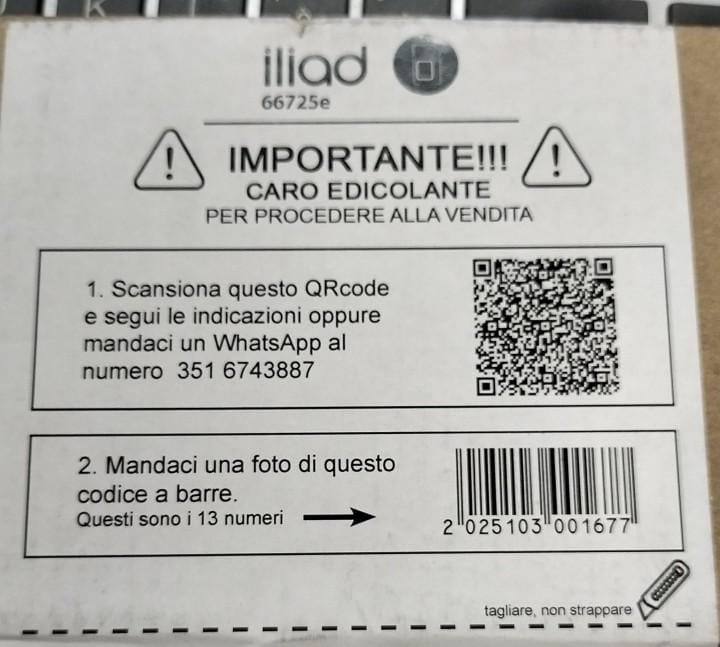 iliad
66725e
IMPORTANTE!!!
CARO EDICOLANTE
PER PROCEDERE ALLA VENDITA
1. Scansiona questo QRcode
e segui le indicazioni oppure
mandaci un WhatsApp al
numero 351 6743887
2. Mandaci una foto di questo
codice a barre.
Questi sono i 13 numeri
2 025103 001677
tagliare, non strappare